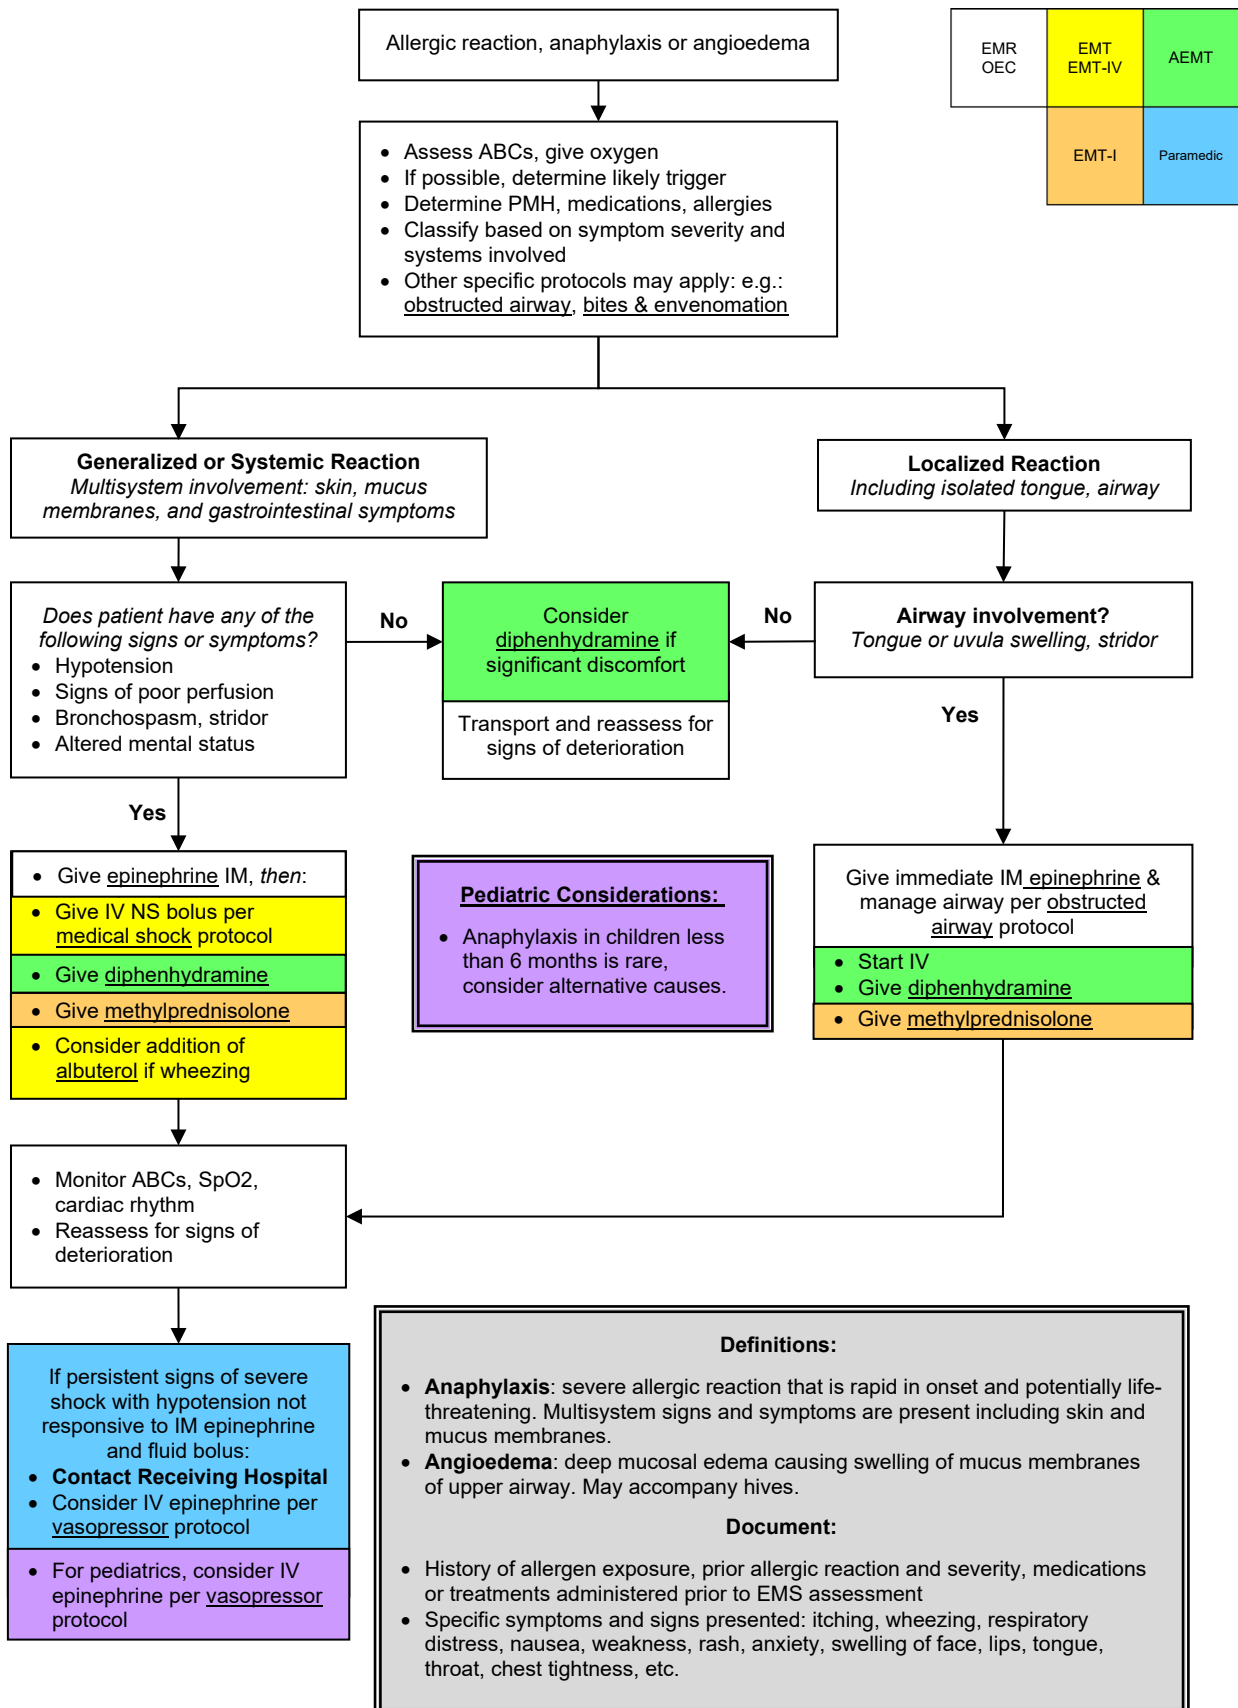 Allergic reaction, anaphylaxis or angioedema
EMR
OEC
EMT
EMT-IV
AEMT
EMT-I
Paramedic
• Assess ABCs, give oxygen
• If possible, determine likely trigger
• Determine PMH, medications, allergies
• Classify based on symptom severity and
systems involved
• Other specific protocols may apply: e.g.:
obstructed airway, bites & envenomation
Generalized or Systemic Reaction
Multisystem involvement: skin, mucus
membranes, and gastrointestinal symptoms
Localized Reaction
Including isolated tongue, airway
Does patient have any of the
following signs or symptoms?
• Hypotension
• Signs of poor perfusion
• Bronchospasm, stridor
• Altered mental status
No
Consider
diphenhydramine if
significant discomfort
Transport and reassess for
signs of deterioration
No
Airway involvement?
Tongue or uvula swelling, stridor
Yes
Yes
• Give epinephrine IM, then:
• Give IV NS bolus per
medical shock protocol
• Give diphenhydramine
• Give methylprednisolone
• Consider addition of
albuterol if wheezing
Pediatric Considerations:
• Anaphylaxis in children less
than 6 months is rare,
consider alternative causes.
Give immediate IM epinephrine &
manage airway per obstructed
airway protocol
• Start IV
• Give diphenhydramine
• Give methylprednisolone
• Monitor ABCs, SpO2,
cardiac rhythm
• Reassess for signs of
deterioration
If persistent signs of severe
shock with hypotension not
responsive to IM epinephrine
and fluid bolus:
• Contact Receiving Hospital
• Consider IV epinephrine per
vasopressor protocol
• For pediatrics, consider IV
epinephrine per vasopressor
protocol
Definitions:
• Anaphylaxis: severe allergic reaction that is rapid in onset and potentially life-
threatening. Multisystem signs and symptoms are present including skin and
mucus membranes.
• Angioedema: deep mucosal edema causing swelling of mucus membranes
of upper airway. May accompany hives.
Document:
• History of allergen exposure, prior allergic reaction and severity, medications
or treatments administered prior to EMS assessment
• Specific symptoms and signs presented: itching, wheezing, respiratory
distress, nausea, weakness, rash, anxiety, swelling of face, lips, tongue,
throat, chest tightness, etc.